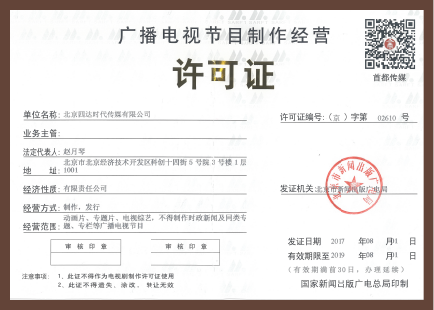 广播电视节目制作经营
许可证
首都传媒
单位名称: 北京四达时代传媒有限公司
许可证编号:(京)字第 02610 号
业务主管:
法定代表人: 赵月琴
地 址: 北京市北京经济技术开发区科创十四街5号院3号楼1层1001
经济性质: 有限责任公司
发证机关: 北京市新闻出版广电局
经营方式: 制作,发行
经营范围: 动画片、专题片、电视综艺,不得制作时政新闻及同类专题、专栏等广播电视节目
审核印章
审核印章
发证日期 2017 年 08 月 01 日
有效期限至 2019 年 08 月 01 日
(有效期满前30日,办理延续)
注意事项: 1、此证不得作为电视剧制作许可证使用
2、此证不得遗失、涂改、转让无效
国家新闻出版广电总局印制